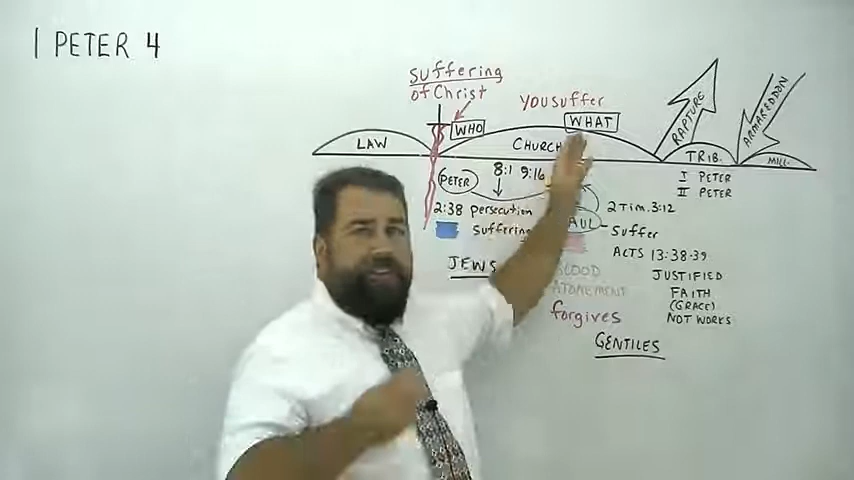 1 PETER 4
suffering
of Christ
you suffer
WHO
WHAT
RAPTURE
ARMAGEDDON
LAW
CHURCH
TRIB.
MILL.
PETER
8:1 9:16
I PETER
II PETER
2:38 persecution
2 Tim. 3:12
suffering
Suffer
ACTS 13:38-39
JEWS
BLOOD
ATONEMENT
forgives
JUSTIFIED
FAITH
(GRACE)
NOT WORKS
GENTILES